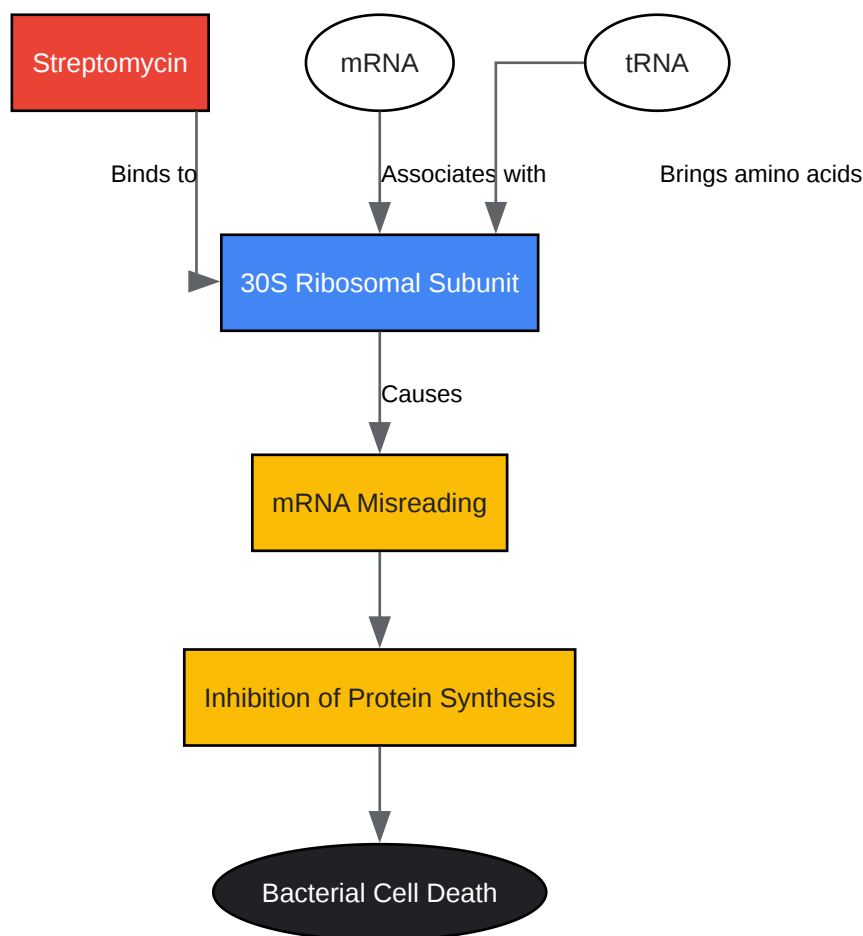 Streptomycin
mRNA
tRNA
Binds to
Associates with
Brings amino acids
30S Ribosomal Subunit
Causes
mRNA Misreading
Inhibition of Protein Synthesis
Bacterial Cell Death